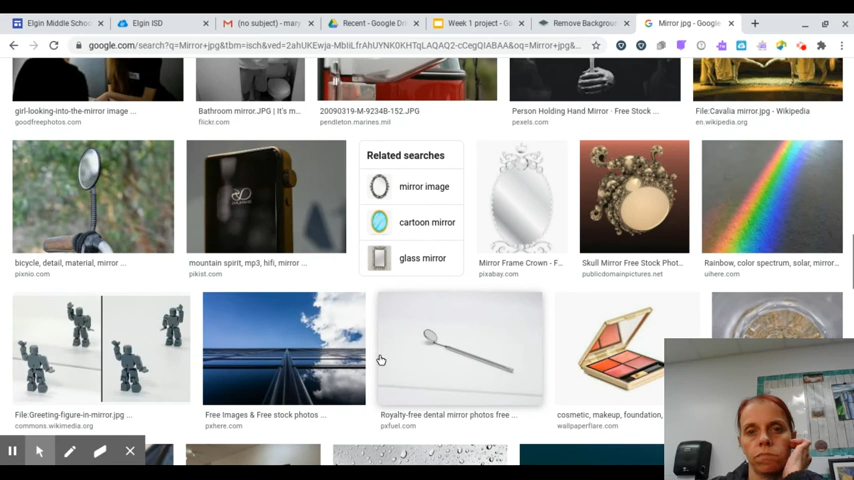 Elgin Middle Schoo
Elgin ISD
(no subject) - mary
Recent - Google Dri
Week 1 project - Go
Remove Backgroun
Mirror jpg - Google
google.com/search?q=Mirror+jpg&tbm=isch&ved=
girl-looking-into-the-mirror image ...
goodfreephotos.com
Bathroom mirror.JPG | It's m...
flickr.com
20090319-M-9234B-152.JPG
pendleton.marines.mil
Person Holding Hand Mirror · Free Stock ...
pexels.com
File:Cavalia mirror.jpg - Wikipedia
en.wikipedia.org
Related searches
mirror image
cartoon mirror
glass mirror
bicycle, detail, material, mirror ...
pixnio.com
mountain spirit, mp3, hifi, mirror ...
pikist.com
Mirror Frame Crown - F...
pixabay.com
Skull Mirror Free Stock Phot...
publicdomainpictures.net
Rainbow, color spectrum, solar, mirror...
uihere.com
File:Greeting-figure-in-mirror.jpg ...
commons.wikimedia.org
Free Images & Free stock photos ...
pxhere.com
Royalty-free dental mirror photos free ...
pxfuel.com
cosmetic, makeup, foundation,
wallpaperflare.com